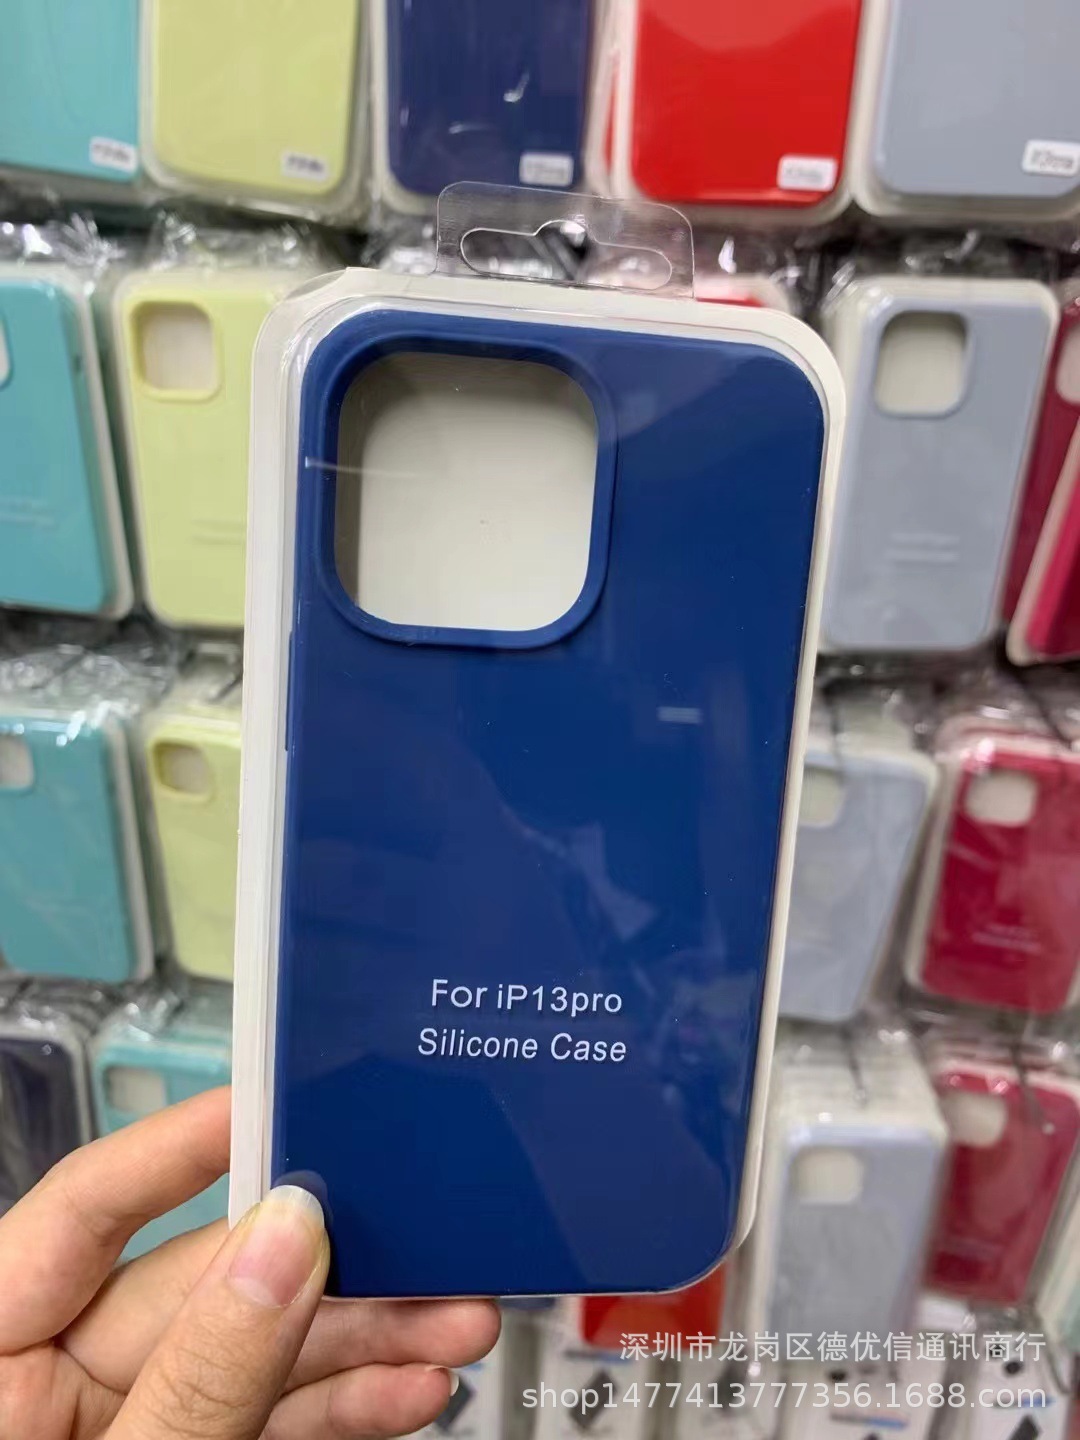 For iP13pro
Silicone Case
深圳市龙岗区德优信通讯商行
shop1477413777356.1688.com